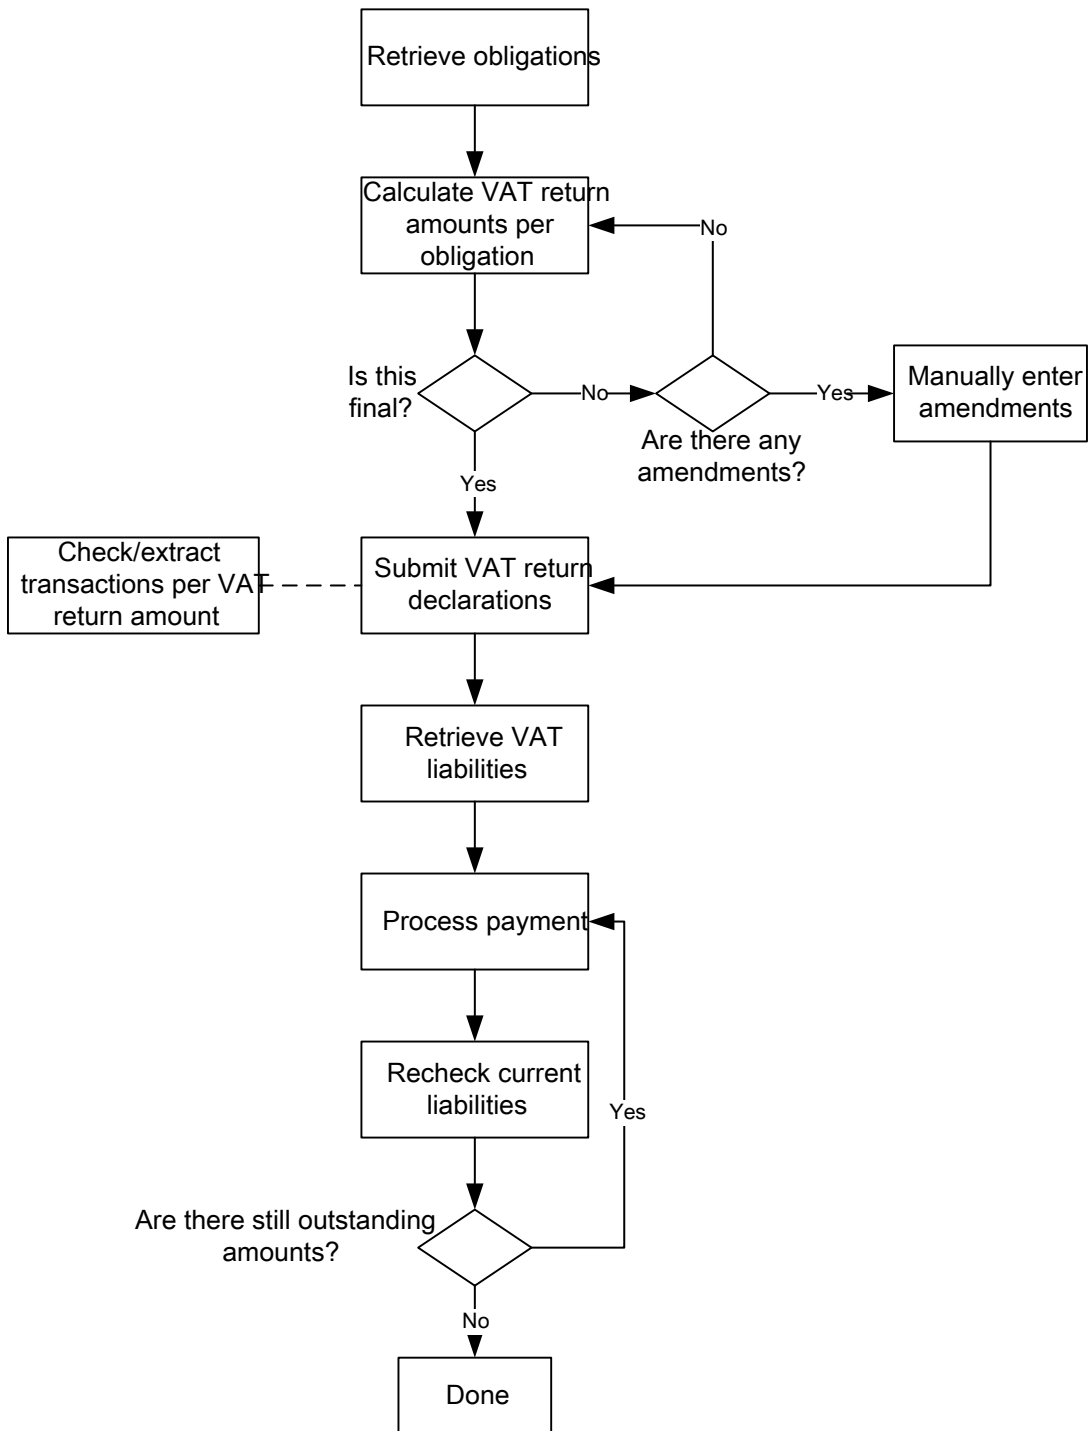 Retrieve obligations
Calculate VAT return
amounts per
obligation
No
Is this
final?
No
Are there any
amendments?
Yes
Manually enter
amendments
Yes
Check/extract
transactions per VAT
return amount
Submit VAT return
declarations
Retrieve VAT
liabilities
Process payment
Recheck current
liabilities
Yes
Are there still outstanding
amounts?
No
Done